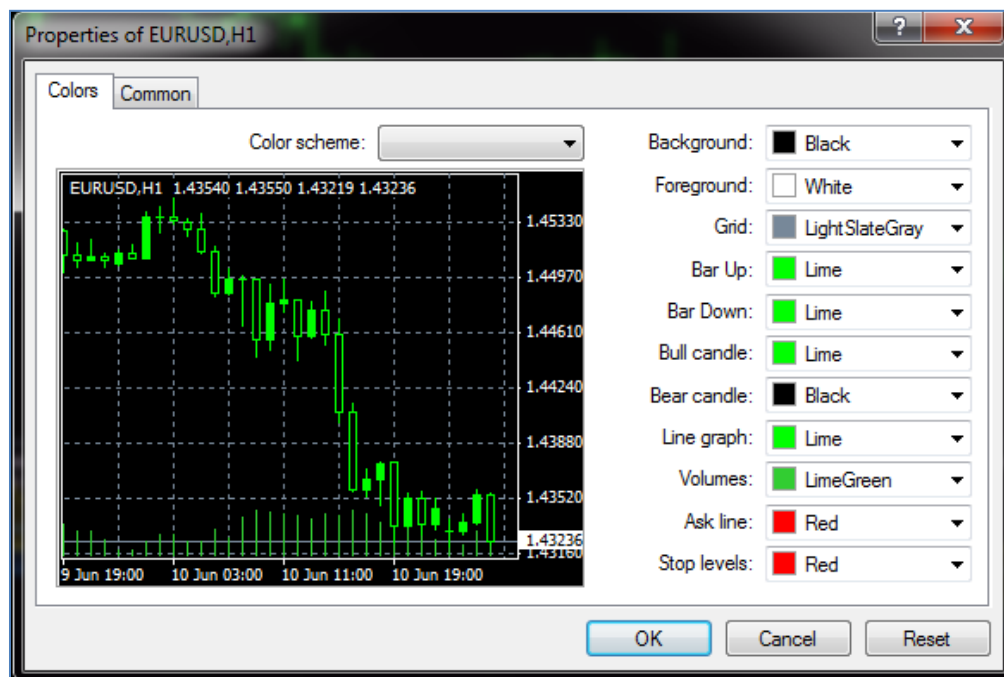 Properties of EURUSD,H1
?
X
Colors
Common
Color scheme:
EURUSD,H1 1.43540 1.43550 1.43219 1.43236
1.45330
1.44970
1.44610
1.44240
1.43880
1.43520
1.43236
1.43160
9 Jun 19:00
10 Jun 03:00
10 Jun 11:00
10 Jun 19:00
Background: Black
Foreground: White
Grid: LightSlateGray
Bar Up: Lime
Bar Down: Lime
Bull candle: Lime
Bear candle: Black
Line graph: Lime
Volumes: LimeGreen
Ask line: Red
Stop levels: Red
OK
Cancel
Reset